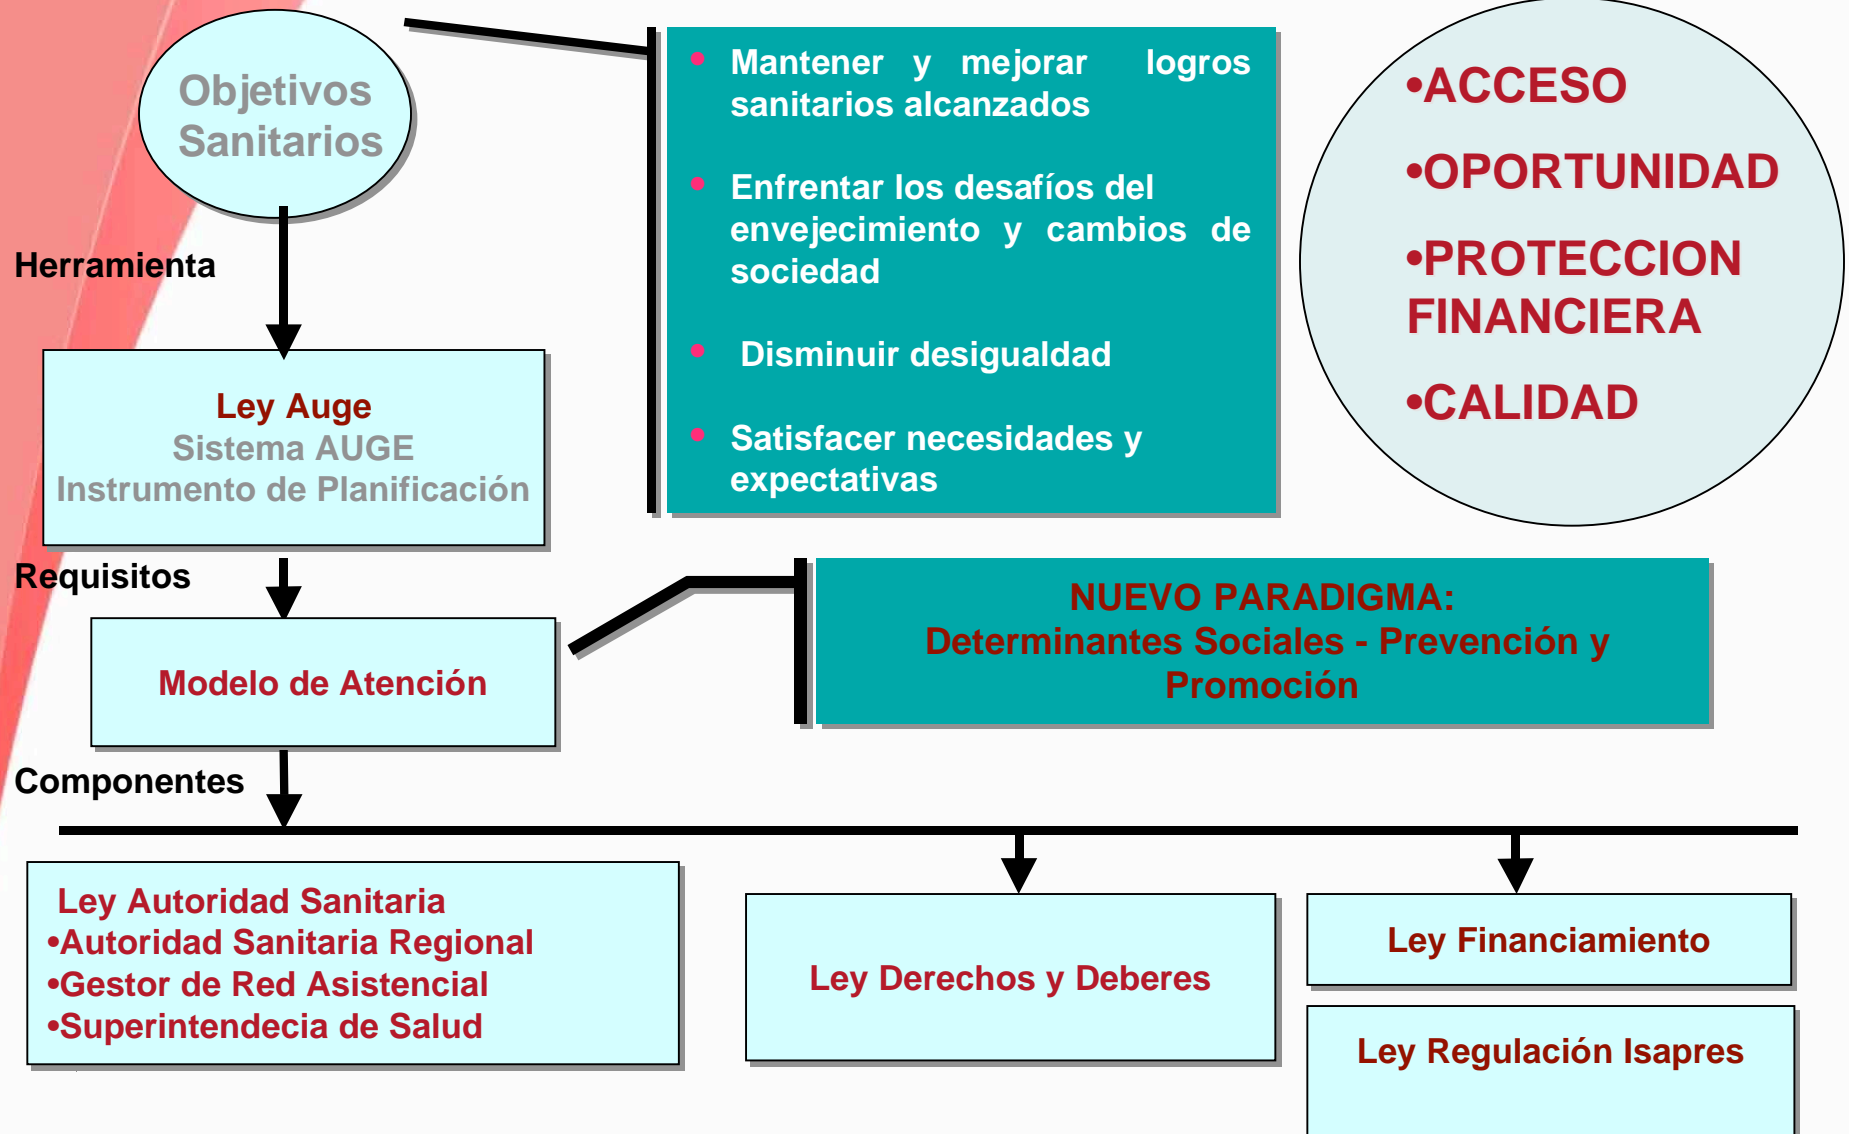 Objetivos
Sanitarios
• Mantener y mejorar logros
sanitarios alcanzados
• Enfrentar los desafíos del
envejecimiento y cambios de
sociedad
• Disminuir desigualdad
• Satisfacer necesidades y
expectativas
•ACCESO
•OPORTUNIDAD
•PROTECCION
FINANCIERA
•CALIDAD
Herramienta
Ley Auge
Sistema AUGE
Instrumento de Planificación
Requisitos
Modelo de Atención
NUEVO PARADIGMA:
Determinantes Sociales - Prevención y
Promoción
Componentes
Ley Autoridad Sanitaria
•Autoridad Sanitaria Regional
•Gestor de Red Asistencial
•Superintendecia de Salud
Ley Derechos y Deberes
Ley Financiamiento
Ley Regulación Isapres